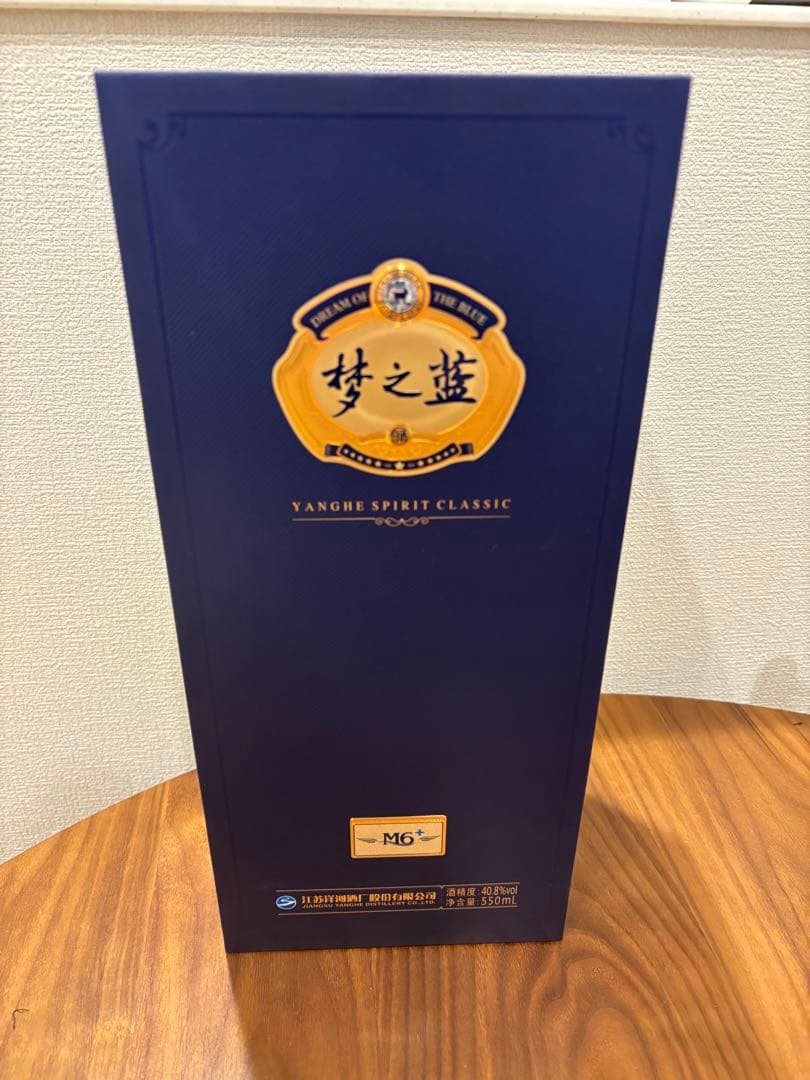 DREAM OF THE BLUE
梦之蓝
YANGHE SPIRIT CLASSIC
M6+
江苏洋河酒厂股份有限公司
JIANGSU YANGHE DISTILLERY CO.,LTD.
酒精度:40.8%vol
净含量:550mL